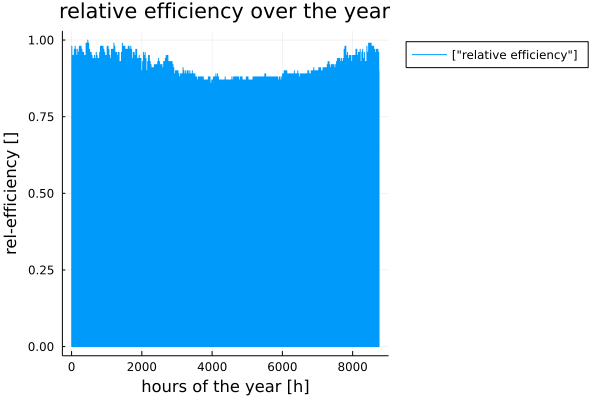 relative efficiency over the year
["relative efficiency"]
rel-efficiency []
1.00
0.75
0.50
0.25
0.00
0
2000
4000
6000
8000
hours of the year [h]